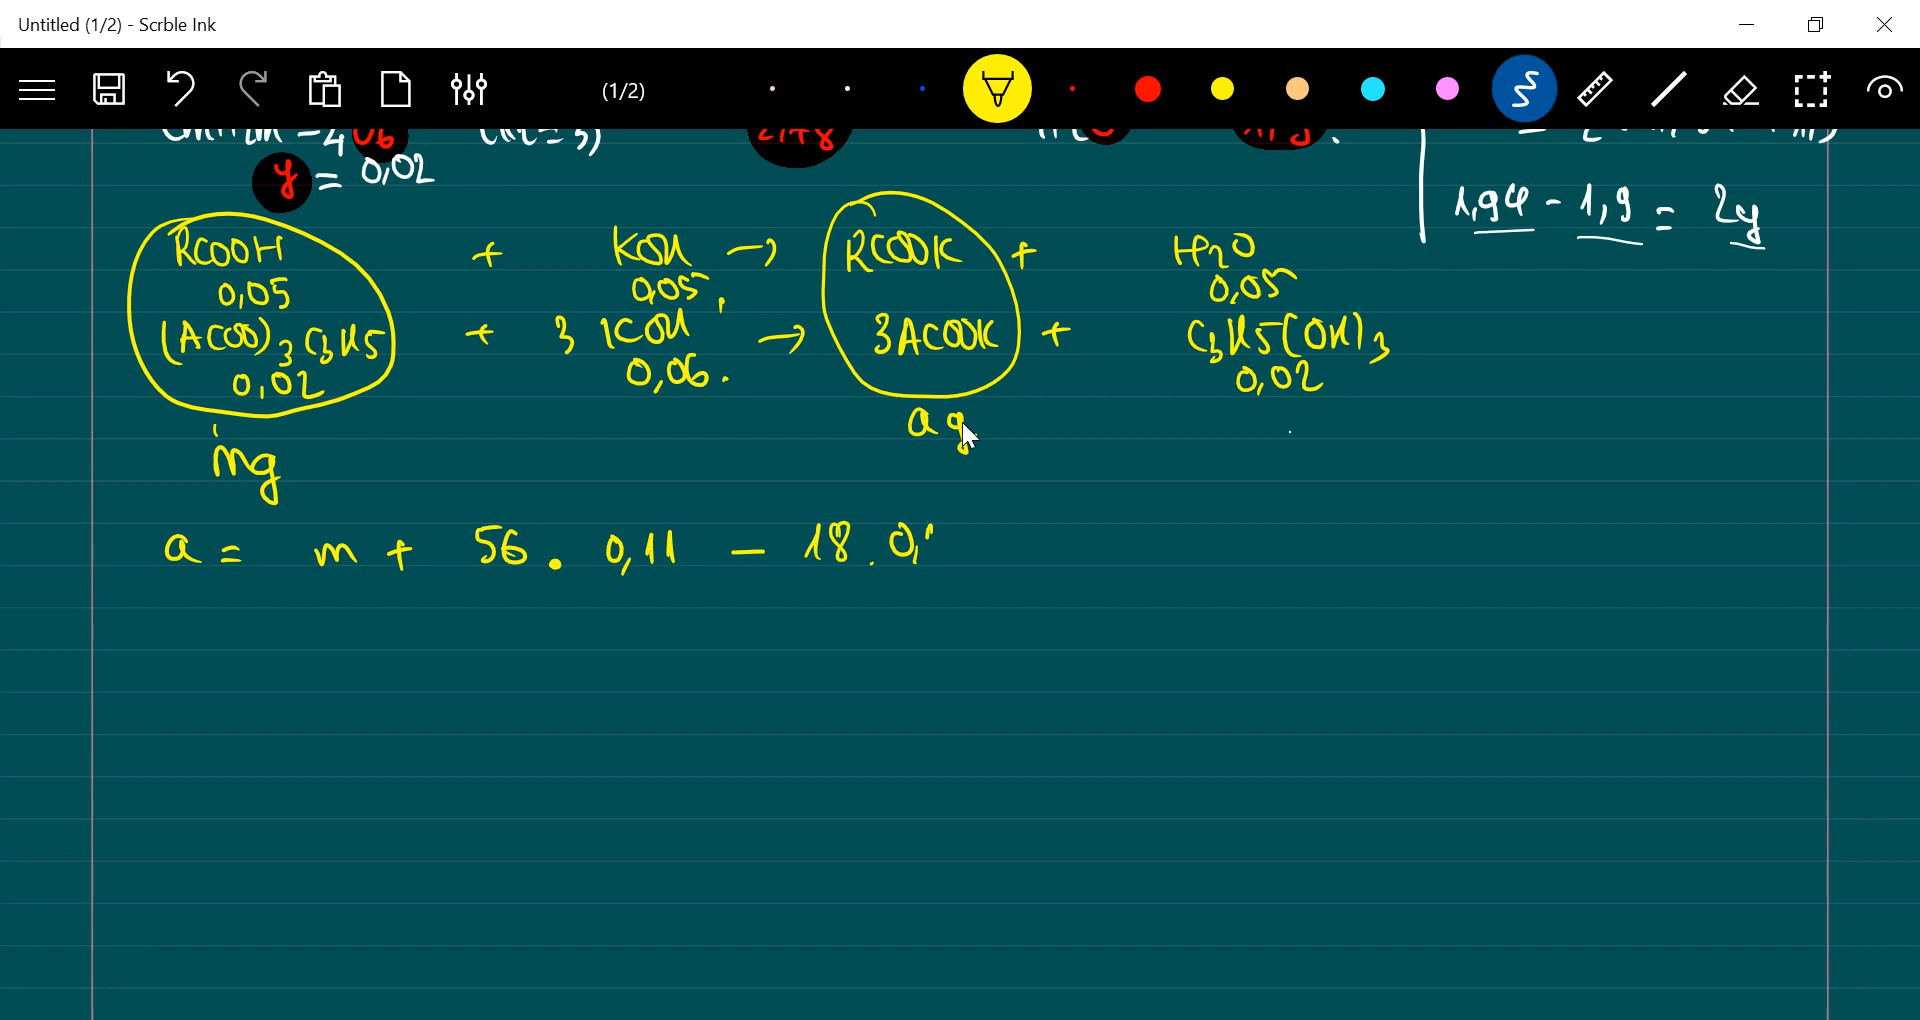 Untitled (1/2) - Scrble Ink
(1/2)
y = 0,02
1,94 - 1,9 = 2y
RCOOH + KOH → RCOOK + H2O
0,05 0,05 0,05
(ACOO)3C3H5 + 3 KOH → 3ACOOK + C3H5(OH)3
0,02 0,06. 0,02
a g
mg
a = m + 56 . 0,11 - 18 . 0,